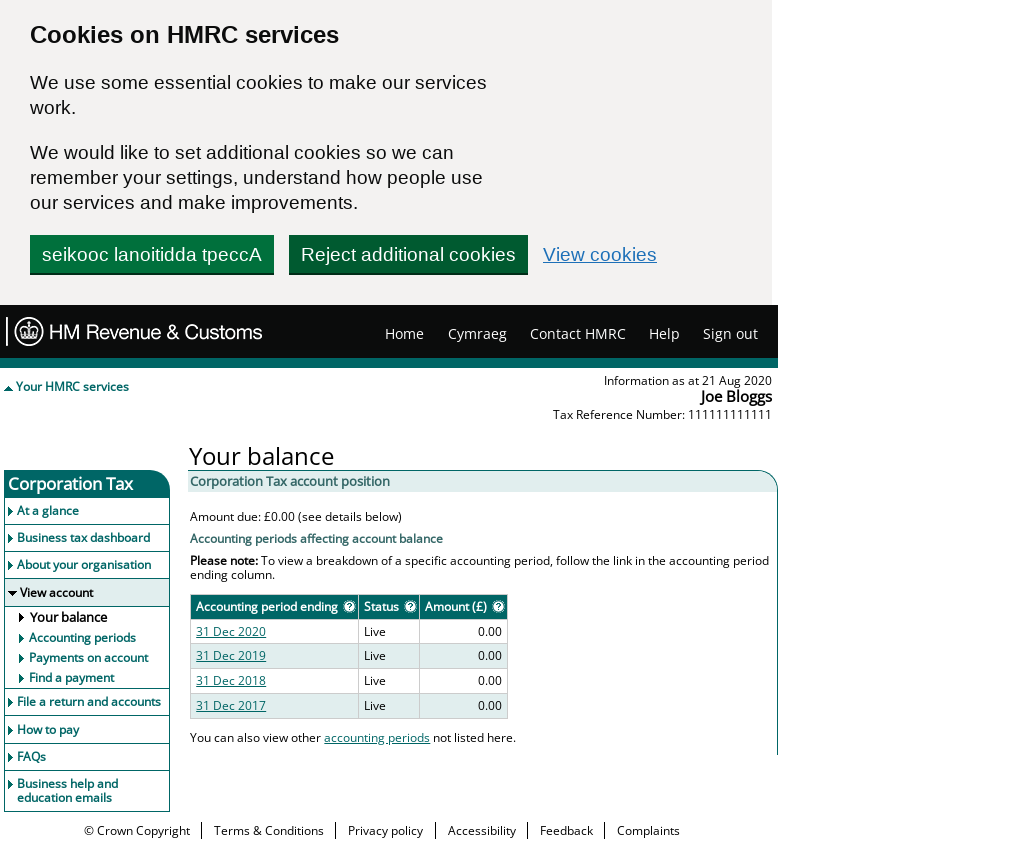 Cookies on HMRC services
We use some essential cookies to make our services
work.
We would like to set additional cookies so we can
remember your settings, understand how people use
our services and make improvements.
seikooc lanoitidda tpeccA Reject additional cookies View cookies
HM Revenue & Customs Home Cymraeg Contact HMRC Help Sign out
Your HMRC services
Information as at 21 Aug 2020
Joe Bloggs
Tax Reference Number: 111111111111
Your balance
Corporation Tax
At a glance
Business tax dashboard
About your organisation
View account
Your balance
Accounting periods
Payments on account
Find a payment
File a return and accounts
How to pay
FAQs
Business help and
education emails
Corporation Tax account position
Amount due: £0.00 (see details below)
Accounting periods affecting account balance
Please note: To view a breakdown of a specific accounting period, follow the link in the accounting period
ending column.
Accounting period ending ? Status ? Amount (£) ?
31 Dec 2020 Live 0.00
31 Dec 2019 Live 0.00
31 Dec 2018 Live 0.00
31 Dec 2017 Live 0.00
You can also view other accounting periods not listed here.
© Crown Copyright Terms & Conditions Privacy policy Accessibility Feedback Complaints